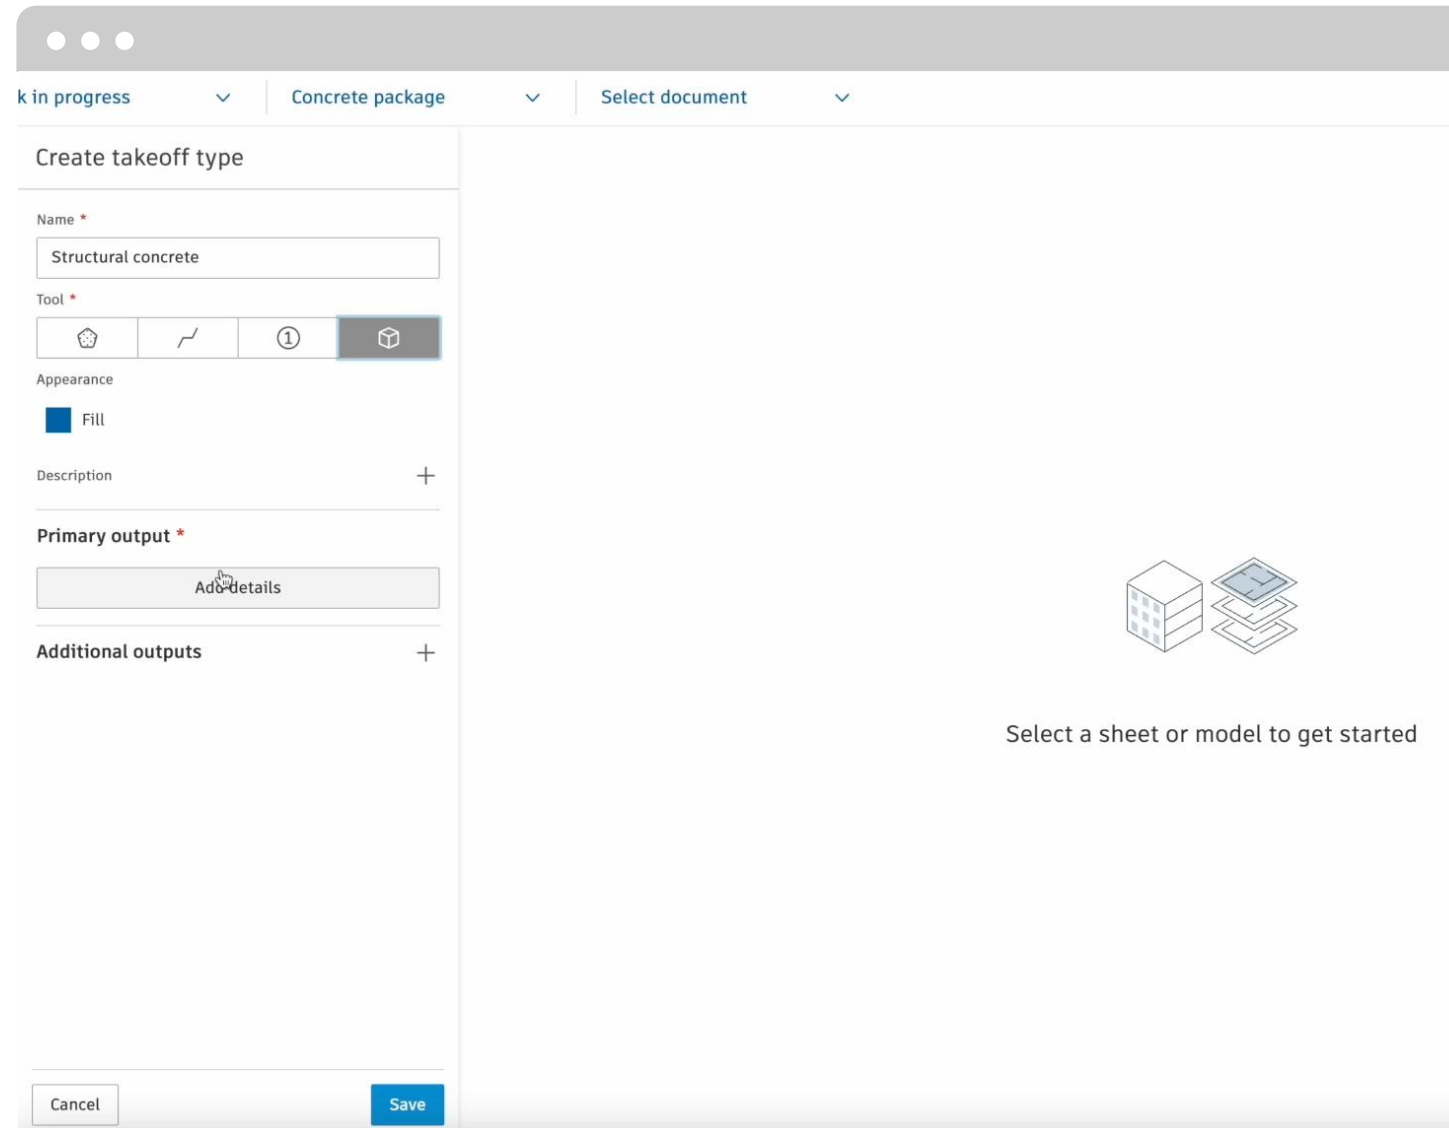 k in progress
Concrete package
Select document
Create takeoff type
Name *
Structural concrete
Tool *
1
Appearance
Fill
Description
Primary output *
Add details
Additional outputs
Select a sheet or model to get started
Cancel
Save